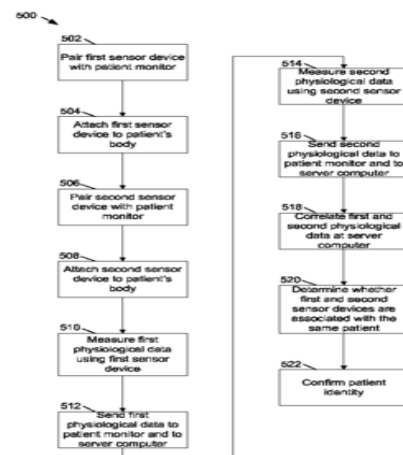 500
502
Pair first sensor device
with patient monitor
504
Attach first sensor
device to patient's
body
506
Pair second sensor
device with patient
monitor
508
Attach second sensor
device to patient's
body
510
Measure first
physiological data
using first sensor
device
512
Send first
physiological data to
patient monitor and to
server computer
514
Measure second
physiological data
using second sensor
device
516
Send second
physiological data to
patient monitor and to
server computer
518
Correlate first and
second physiological
data at server
computer
520
Determine whether
first and second
sensor devices are
associated with the
same patient
522
Confirm patient
identity